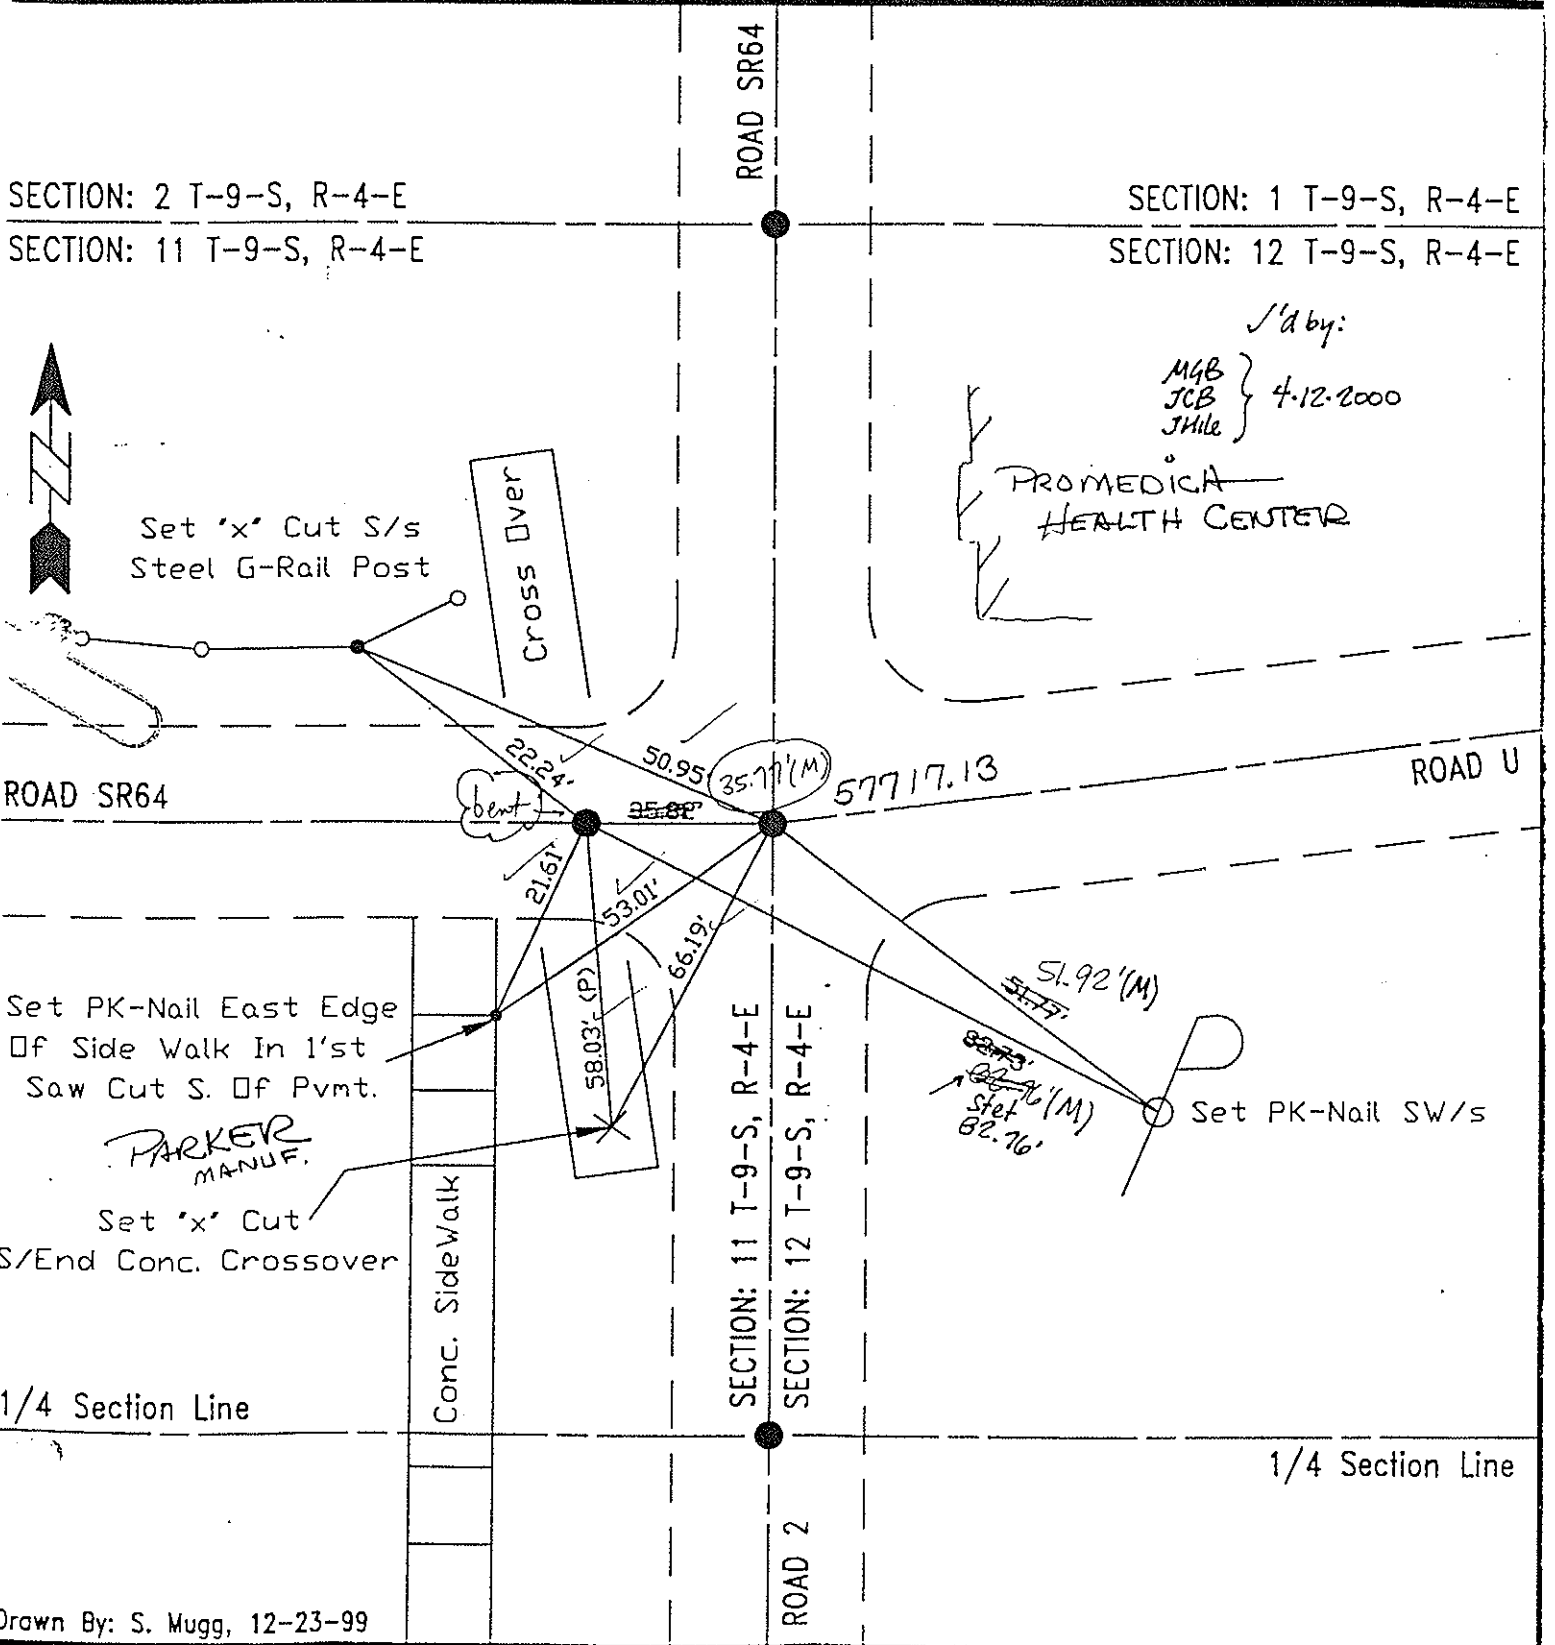 ROAD SR64
SECTION: 2 T-9-S, R-4-E
SECTION: 1 T-9-S, R-4-E
SECTION: 11 T-9-S, R-4-E
SECTION: 12 T-9-S, R-4-E
√'d by:
MGB
JCB
JHile
4.12.2000
PROMEDICA
HEALTH CENTER
N
Set "x" Cut S/s
Steel G-Rail Post
Cross Over
22.24'
50.95'
35.77'(M)
57717.13
ROAD U
ROAD SR64
bent
21.61'
53.01'
66.19'
58.03' (P)
51.92'(M)
51.77'
82.73'
Stet
82.76'
(M)
Set PK-Nail East Edge
Of Side Walk In 1'st
Saw Cut S. Of Pvmt.
Set PK-Nail SW/s
PARKER
MANUF.
Set "x" Cut
S/End Conc. Crossover
Conc. SideWalk
SECTION: 11 T-9-S, R-4-E
SECTION: 12 T-9-S, R-4-E
1/4 Section Line
1/4 Section Line
ROAD 2
Drawn By: S. Mugg, 12-23-99